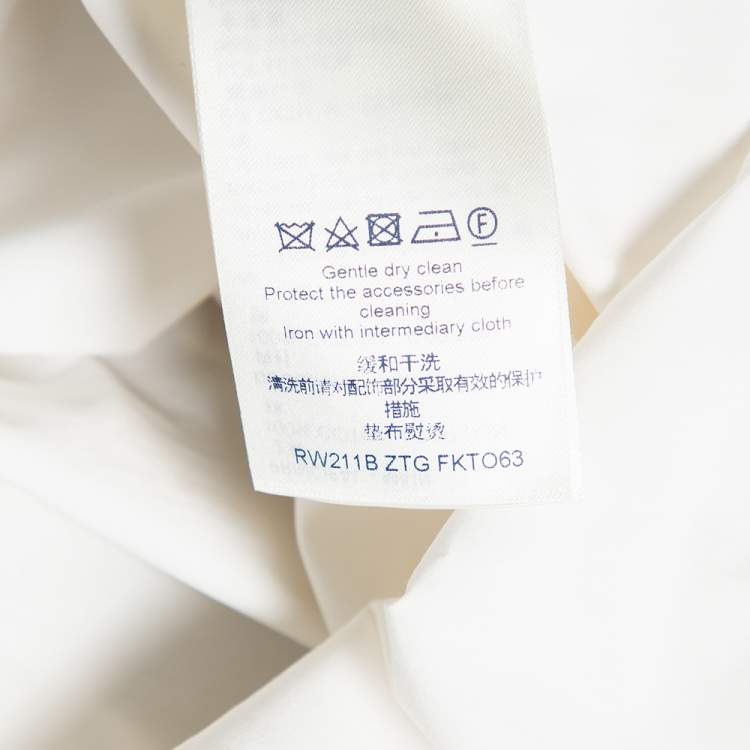 F
Gentle dry clean
Protect the accessories before
cleaning
Iron with intermediary cloth
缓和干洗
清洗前请对配饰部分采取有效的保护
措施
垫布熨烫
RW211B ZTG FKTO63